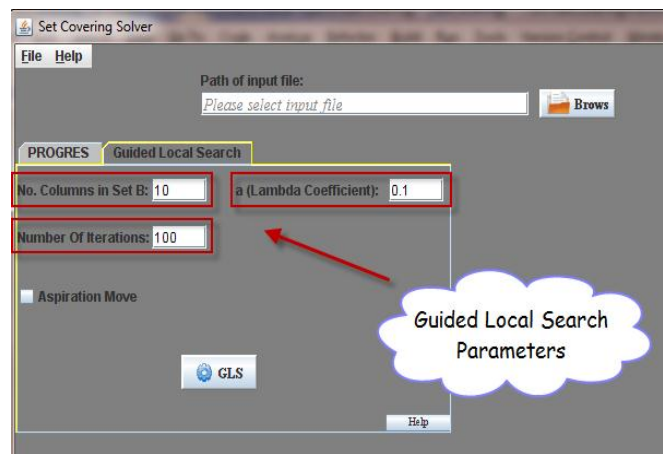 Set Covering Solver
File Help
Path of input file:
Please select input file
Brows
PROGRES Guided Local Search
No. Columns in Set B: 10 a (Lambda Coefficient): 0.1
Number Of Iterations: 100
Aspiration Move
Guided Local Search
Parameters
GLS
Help